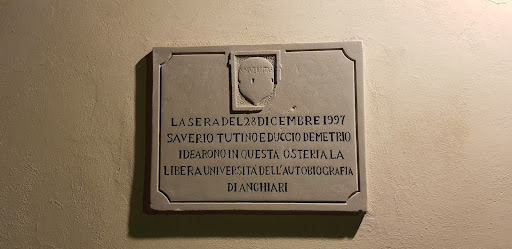 LA SERA DEL 28 DICEMBRE 1997
SAVERIO TUTINO E DUCCIO DEMETRIO
IDEARONO IN QUESTA OSTERIA LA
LIBERA UNIVERSITÁ DELL'AUTOBIOGRAFIA
DI ANGHIARI